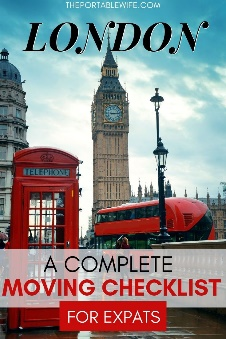 THEPORTABLEWIFE.COM
LONDON
TELEPHONE
A COMPLETE
MOVING CHECKLIST
FOR EXPATS